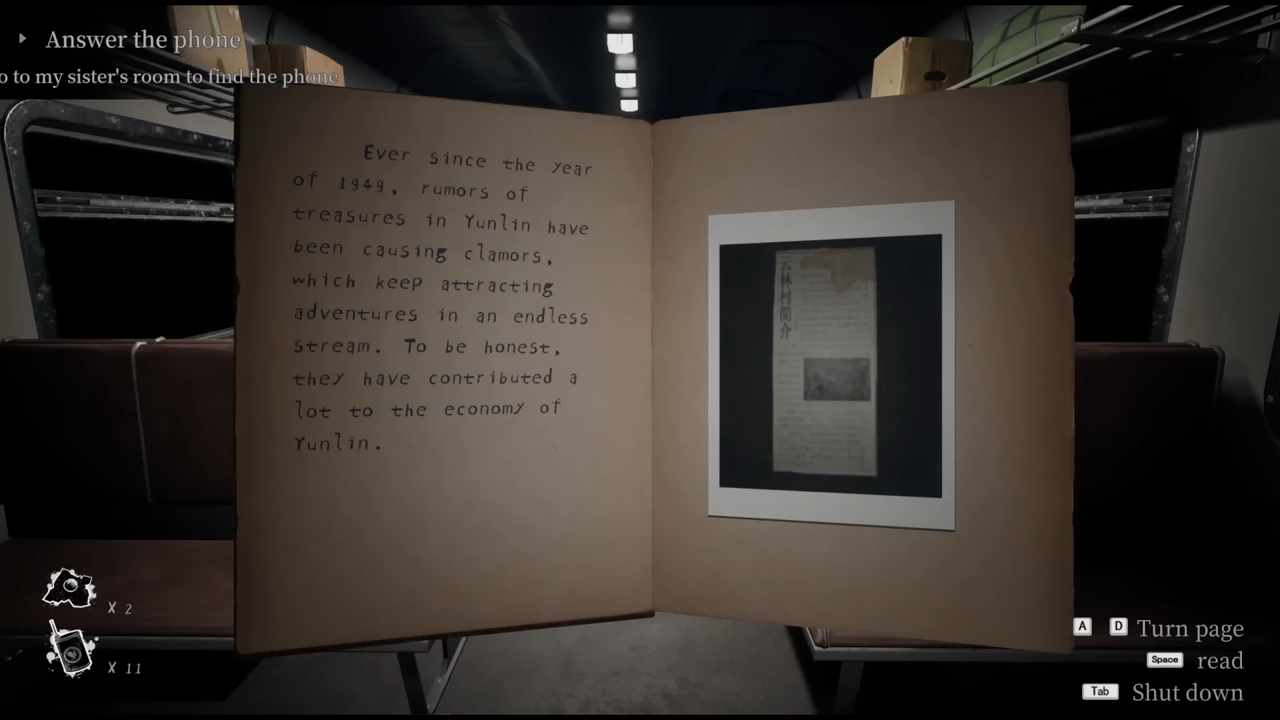 Answer the phone
o to my sister's room to find the phone
Ever since the year
of 1949, rumors of
treasures in Yunlin have
been causing clamors,
which keep attracting
adventures in an endless
stream. To be honest,
they have contributed a
lot to the economy of
Yunlin.
云林村简介
X 2
X 11
A D Turn page
Space read
Tab Shut down